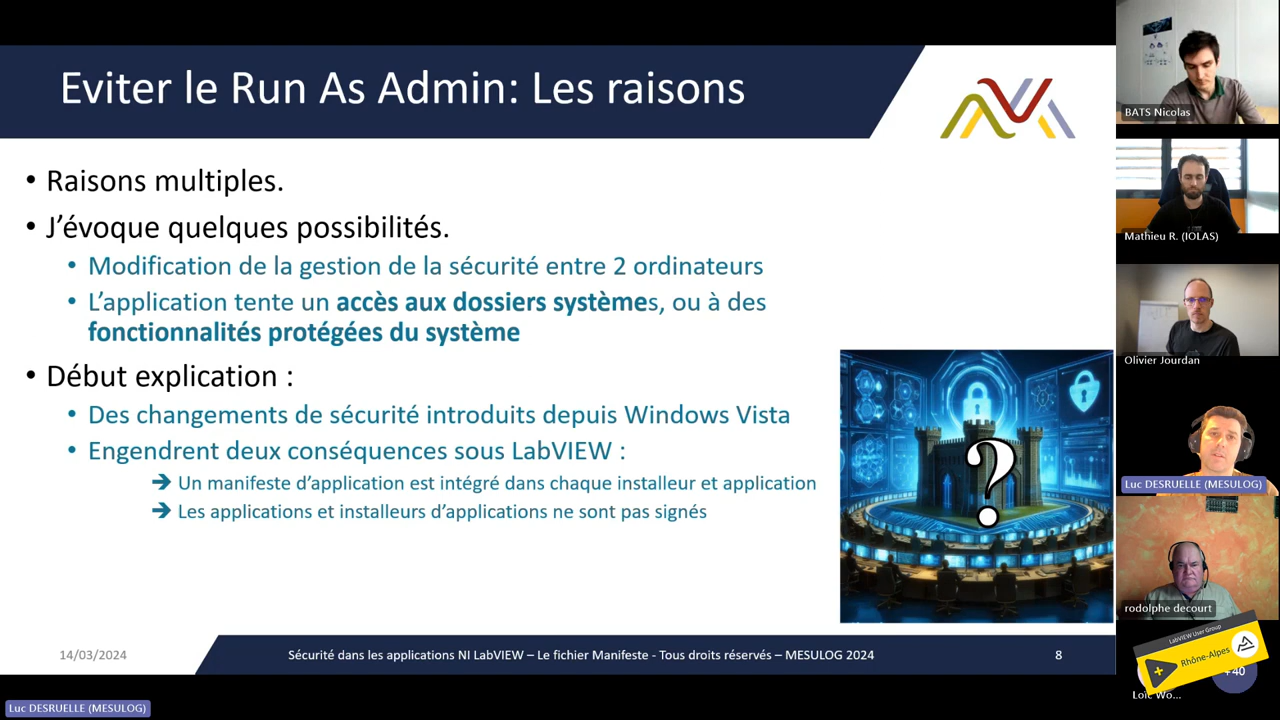 Eviter le Run As Admin: Les raisons
• Raisons multiples.
• J'évoque quelques possibilités.
• Modification de la gestion de la sécurité entre 2 ordinateurs
• L'application tente un accès aux dossiers systèmes, ou à des
fonctionnalités protégées du système
• Début explication :
• Des changements de sécurité introduits depuis Windows Vista
• Engendrent deux conséquences sous LabVIEW :
➔ Un manifeste d'application est intégré dans chaque installeur et application
➔ Les applications et installeurs d'applications ne sont pas signés
?
14/03/2024
Sécurité dans les applications NI LabVIEW – Le fichier Manifeste - Tous droits réservés – MESULOG 2024
8
BATS Nicolas
Mathieu R. (IOLAS)
Olivier Jourdan
Luc DESRUELLE (MESULOG)
rodolphe decourt
LabVIEW User Group
Rhône-Alpes
+40
Loïc Wo...
Luc DESRUELLE (MESULOG)